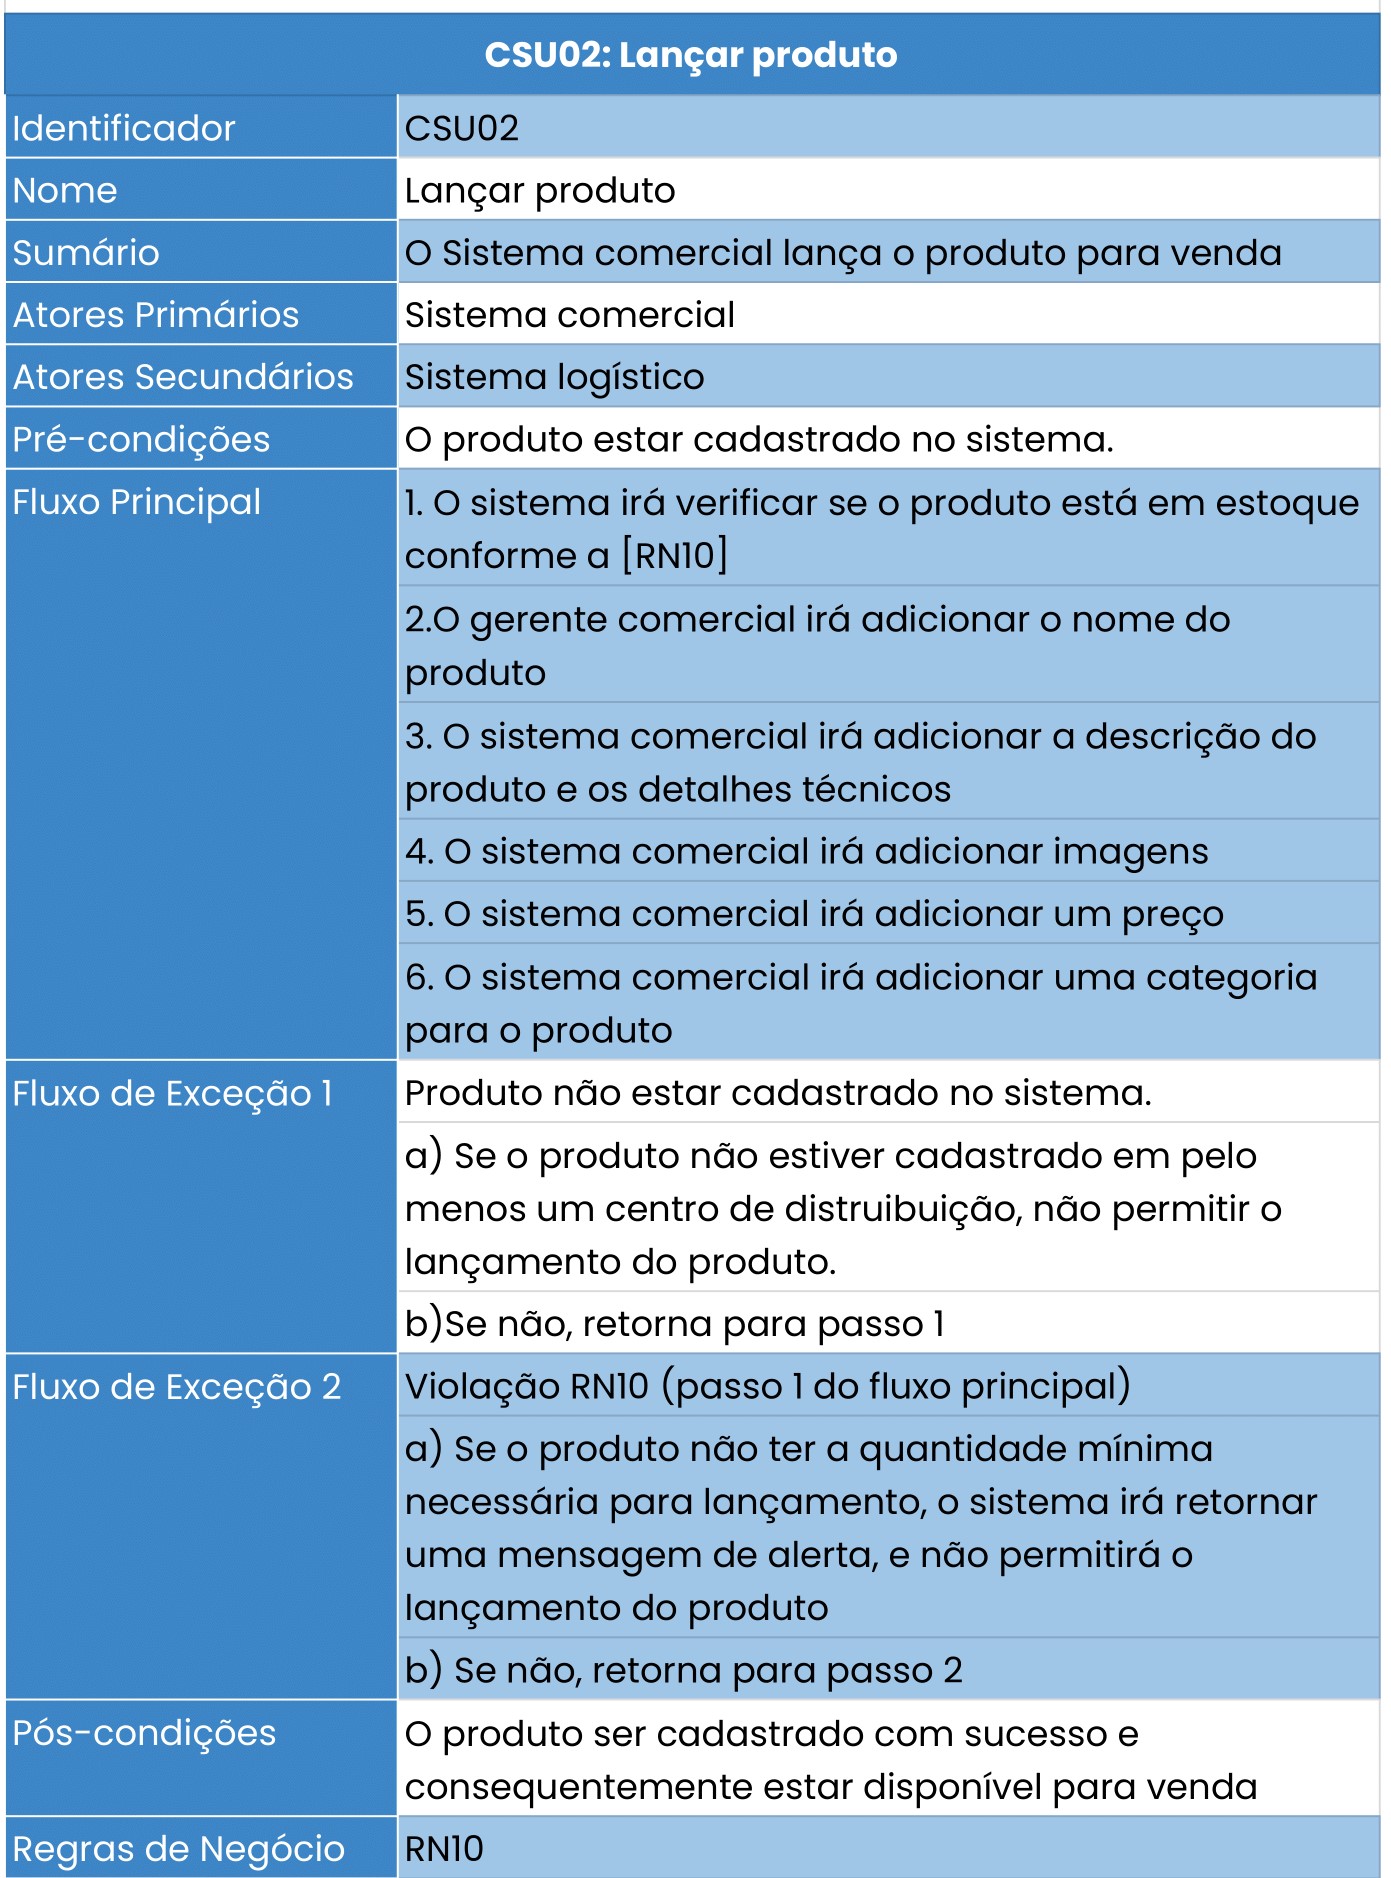 CSU02: Lançar produto
Identificador
CSU02
Nome
Lançar produto
Sumário
O Sistema comercial lança o produto para venda
Atores Primários
Sistema comercial
Atores Secundários
Sistema logístico
Pré-condições
O produto estar cadastrado no sistema.
Fluxo Principal
1. O sistema irá verificar se o produto está em estoque
conforme a [RN10]
2.O gerente comercial irá adicionar o nome do
produto
3. O sistema comercial irá adicionar a descrição do
produto e os detalhes técnicos
4. O sistema comercial irá adicionar imagens
5. O sistema comercial irá adicionar um preço
6. O sistema comercial irá adicionar uma categoria
para o produto
Fluxo de Exceção 1
Produto não estar cadastrado no sistema.
a) Se o produto não estiver cadastrado em pelo
menos um centro de distruibuição, não permitir o
lançamento do produto.
b)Se não, retorna para passo 1
Fluxo de Exceção 2
Violação RN10 (passo 1 do fluxo principal)
a) Se o produto não ter a quantidade mínima
necessária para lançamento, o sistema irá retornar
uma mensagem de alerta, e não permitirá o
lançamento do produto
b) Se não, retorna para passo 2
Pós-condições
O produto ser cadastrado com sucesso e
consequentemente estar disponível para venda
Regras de Negócio
RN10